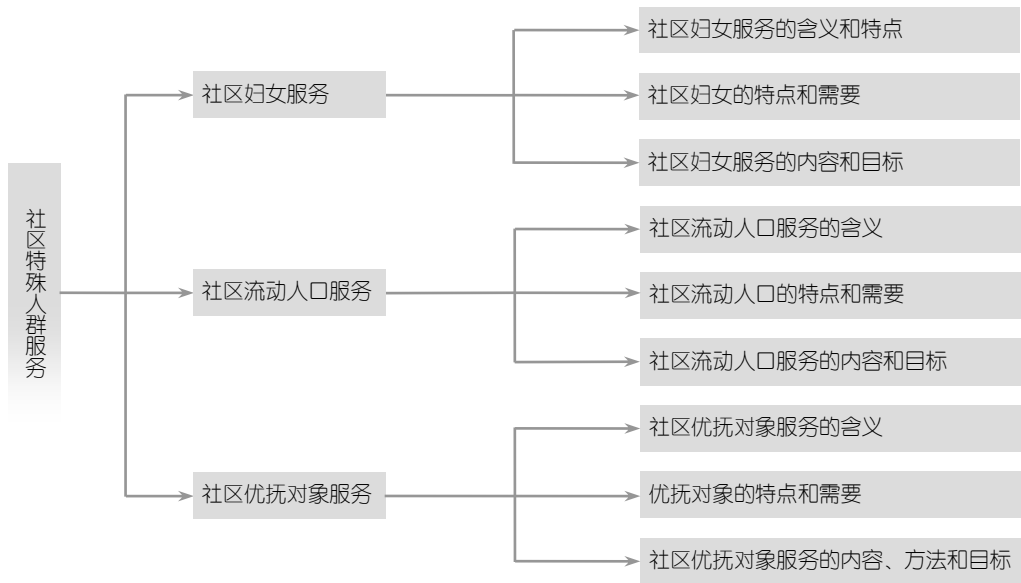 社区特殊人群服务
社区妇女服务
社区妇女服务的含义和特点
社区妇女的特点和需要
社区妇女服务的内容和目标
社区流动人口服务
社区流动人口服务的含义
社区流动人口的特点和需要
社区流动人口服务的内容和目标
社区优抚对象服务
社区优抚对象服务的含义
优抚对象的特点和需要
社区优抚对象服务的内容、方法和目标